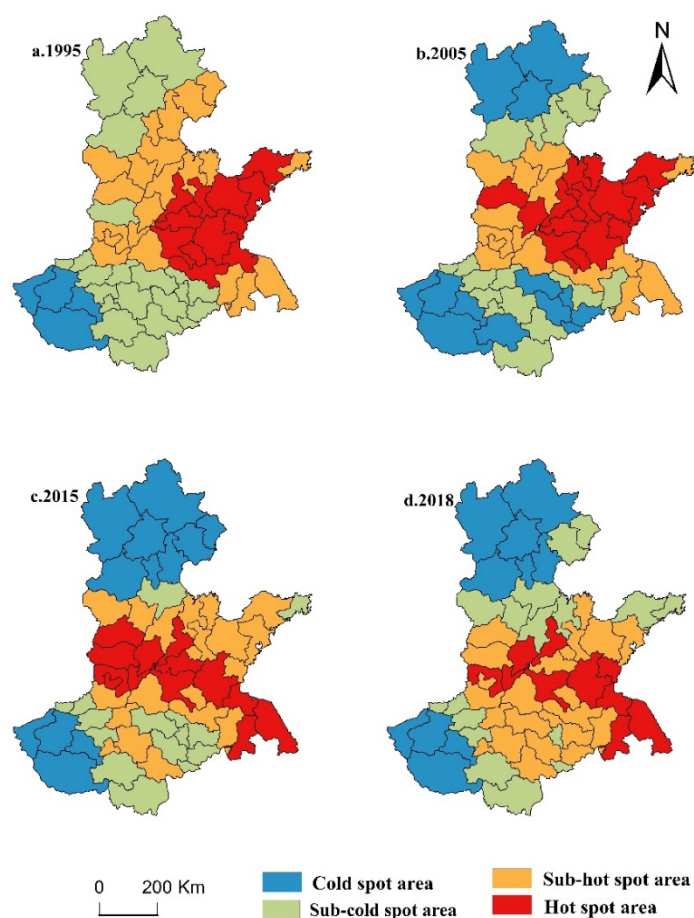 a.1995
b.2005
N
c.2015
d.2018
0 200 Km
Cold spot area
Sub-hot spot area
Sub-cold spot area
Hot spot area